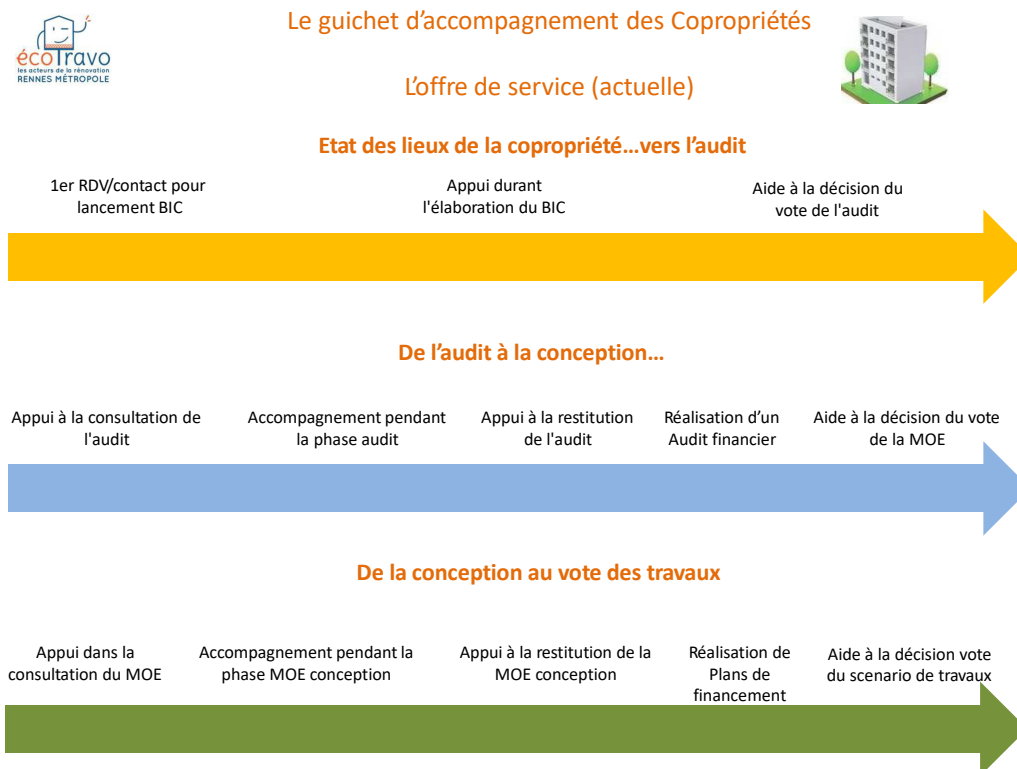 Le guichet d’accompagnement des Copropriétés
écoTravo
les acteurs de la rénovation
RENNES MÉTROPOLE
L’offre de service (actuelle)
Etat des lieux de la copropriété…vers l’audit
1er RDV/contact pour
lancement BIC
Appui durant
l'élaboration du BIC
Aide à la décision du
vote de l'audit
De l’audit à la conception…
Appui à la consultation de
l'audit
Accompagnement pendant
la phase audit
Appui à la restitution
de l'audit
Réalisation d’un
Audit financier
Aide à la décision du vote
de la MOE
De la conception au vote des travaux
Appui dans la
consultation du MOE
Accompagnement pendant la
phase MOE conception
Appui à la restitution de la
MOE conception
Réalisation de
Plans de
financement
Aide à la décision vote
du scenario de travaux